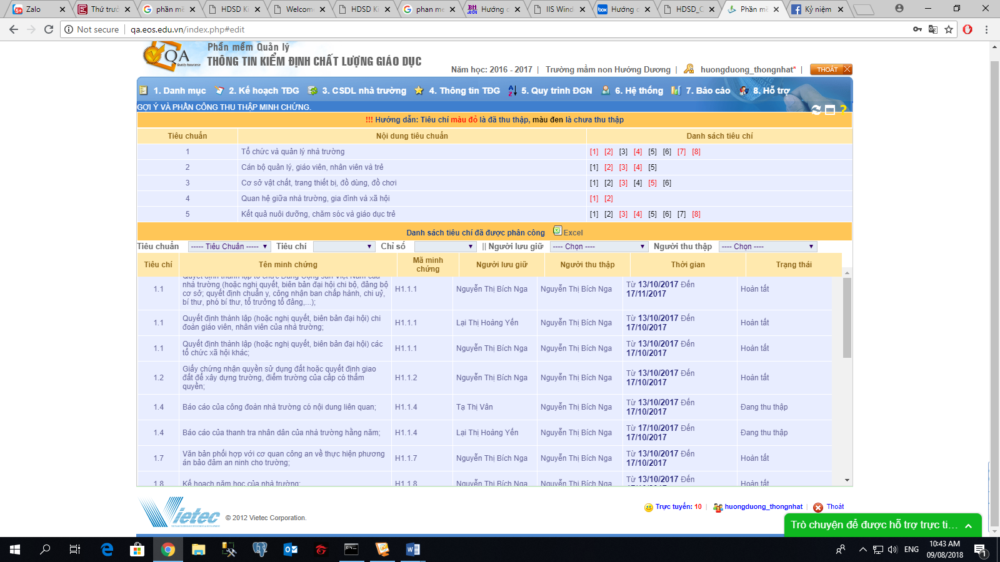 Zalo
Thứ trưở
phần mề
HDSD Ki
Welcome
HDSD Ki
phan me
Hướng d
IIS Wind
Hướng d
HDSD_C
Phần mề
Kỷ niệm
Not secure
qa.eos.edu.vn/index.php#edit
QA
Quality Assurance
Phần mềm Quản lý
THÔNG TIN KIỂM ĐỊNH CHẤT LƯỢNG GIÁO DỤC
Năm học: 2016 - 2017 | Trường mầm non Hướng Dương | huongduong_thongnhat* | THOÁT
1. Danh mục 2. Kế hoạch TĐG 3. CSDL nhà trường 4. Thông tin TĐG 5. Quy trình ĐGN 6. Hệ thống 7. Báo cáo 8. Hỗ trợ
GỢI Ý VÀ PHÂN CÔNG THU THẬP MINH CHỨNG.
!!! Hướng dẫn: Tiêu chí màu đỏ là đã thu thập, màu đen là chưa thu thập
Tiêu chuẩn Nội dung tiêu chuẩn Danh sách tiêu chí
1 Tổ chức và quản lý nhà trường [1] [2] [3] [4] [5] [6] [7] [8]
2 Cán bộ quản lý, giáo viên, nhân viên và trẻ [1] [2] [3] [4] [5]
3 Cơ sở vật chất, trang thiết bị, đồ dùng, đồ chơi [1] [2] [3] [4] [5] [6]
4 Quan hệ giữa nhà trường, gia đình và xã hội [1] [2]
5 Kết quả nuôi dưỡng, chăm sóc và giáo dục trẻ [1] [2] [3] [4] [5] [6] [7] [8]
Danh sách tiêu chí đã được phân công Excel
Tiêu chuẩn ----- Tiêu Chuẩn ----- Tiêu chí Chỉ số || Người lưu giữ ---- Chọn ---- Người thu thập ---- Chọn ----
Tiêu chí Tên minh chứng Mã minh chứng Người lưu giữ Người thu thập Thời gian Trạng thái
Quyết định thành lập tổ chức Đảng Cộng sản Việt Nam của
nhà trường (hoặc nghị quyết, biên bản đại hội chi bộ, đảng bộ
cơ sở; quyết định chuẩn y, công nhận ban chấp hành, chi uỷ,
bí thư, phó bí thư, tổ trưởng tổ đảng,...);
1.1 H1.1.1 Nguyễn Thị Bích Nga Nguyễn Thị Bích Nga Từ 13/10/2017 Đến
17/11/2017 Hoàn tất
1.1 Quyết định thành lập (hoặc nghị quyết, biên bản đại hội) chi
đoàn giáo viên, nhân viên của nhà trường;
H1.1.1 Lại Thị Hoàng Yến Nguyễn Thị Bích Nga Từ 13/10/2017 Đến
17/10/2017 Hoàn tất
1.1 Quyết định thành lập (hoặc nghị quyết, biên bản đại hội) các
tổ chức xã hội khác;
H1.1.1 Nguyễn Thị Bích Nga Nguyễn Thị Bích Nga Từ 13/10/2017 Đến
17/10/2017 Hoàn tất
1.2 Giấy chứng nhận quyền sử dụng đất hoặc quyết định giao
đất để xây dựng trường, điểm trường của cấp có thẩm
quyền;
H1.1.2 Nguyễn Thị Bích Nga Nguyễn Thị Bích Nga Từ 13/10/2017 Đến
17/10/2017 Hoàn tất
1.4 Báo cáo của công đoàn nhà trường có nội dung liên quan;
H1.1.4 Tạ Thị Vân Nguyễn Thị Bích Nga Từ 13/10/2017 Đến
17/10/2017 Đang thu thập
1.4 Báo cáo của thanh tra nhân dân của nhà trường hằng năm;
H1.1.4 Lại Thị Hoàng Yến Nguyễn Thị Bích Nga Từ 17/10/2017 Đến
17/10/2017 Đang thu thập
1.7 Văn bản phối hợp với cơ quan công an về thực hiện phương
án bảo đảm an ninh cho trường;
H1.1.7 Nguyễn Thị Bích Nga Nguyễn Thị Bích Nga Từ 13/10/2017 Đến
17/10/2017 Hoàn tất
1.8 Kế hoạch năm học của nhà trường;
H1.1.8 Nguyễn Thị Bích Nga Nguyễn Thị Bích Nga Từ 13/10/2017 Đến
Hoàn tất
Vietec
© 2012 Vietec Corporation.
Trực tuyến: 10 | huongduong_thongnhat | Thoát
Trò chuyện để được hỗ trợ trực ti...
ENG
10:43 AM
09/08/2018
1